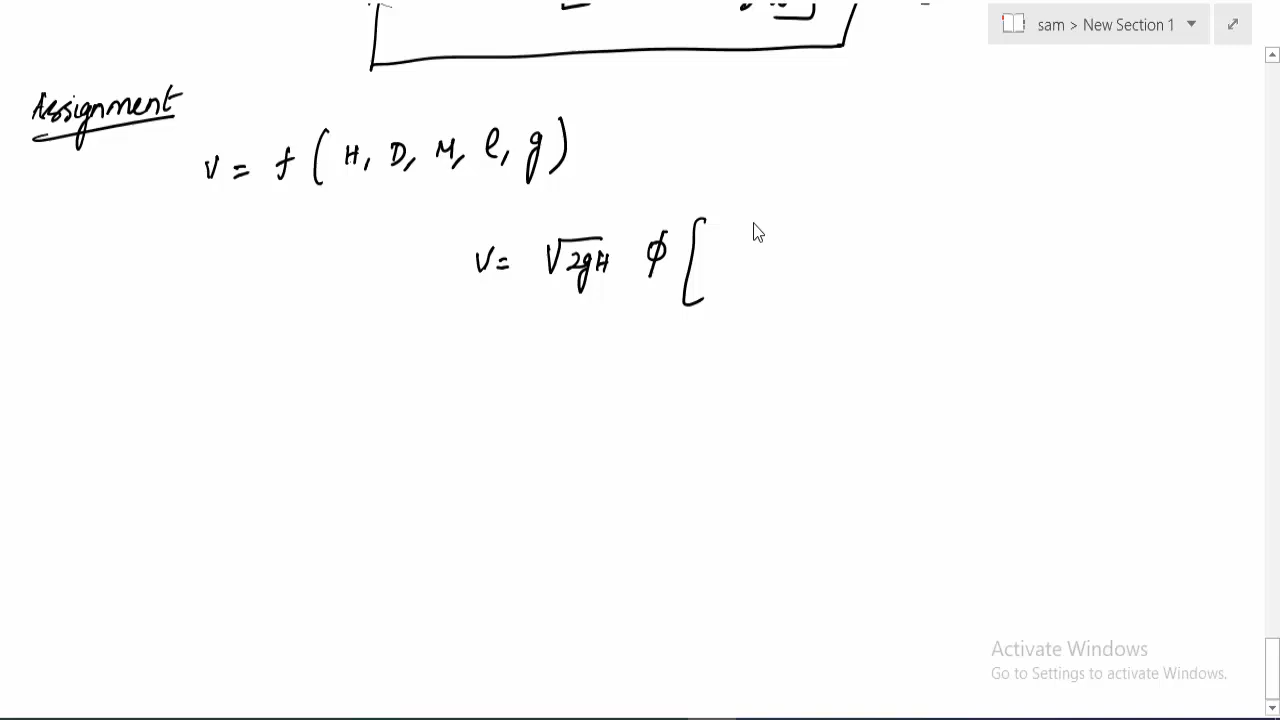 sam > New Section 1
Assignment
V = f ( H, D, M, ρ, g )
V = √2gH φ [
Activate Windows
Go to Settings to activate Windows.